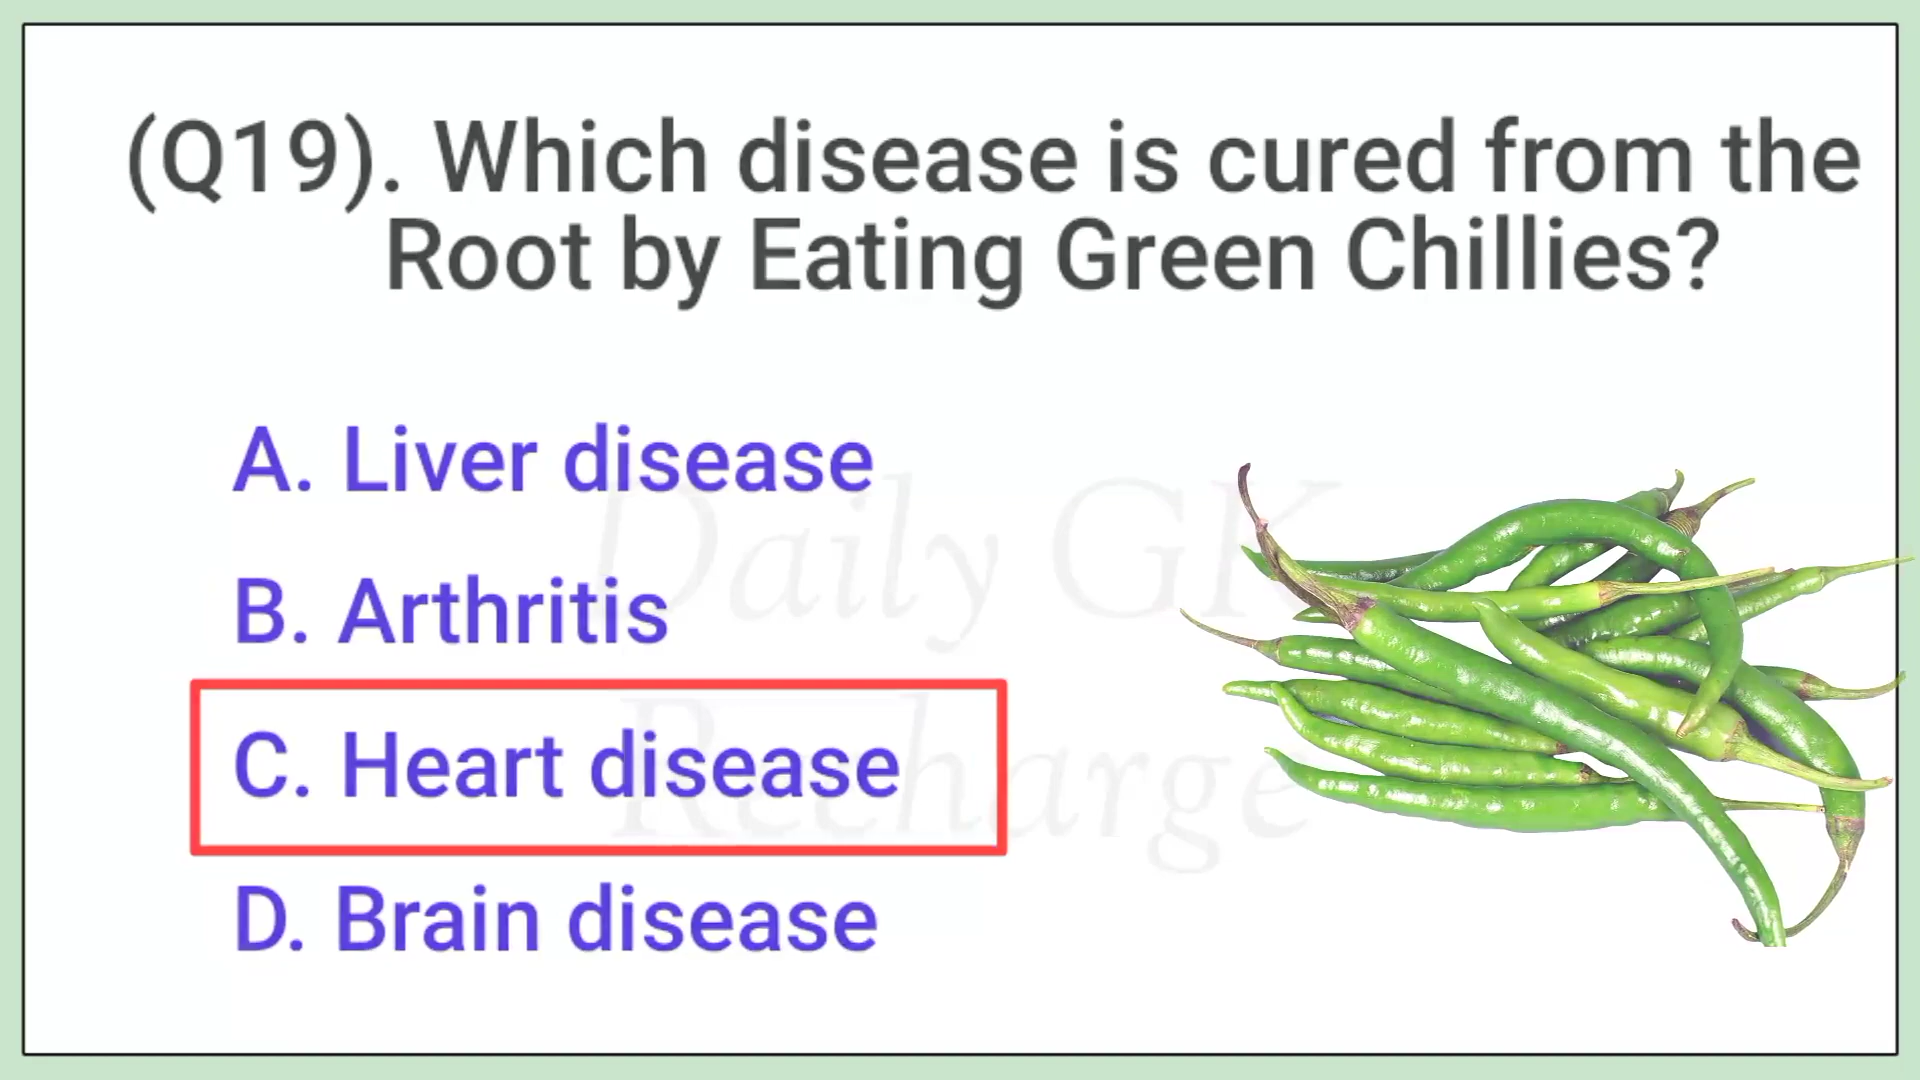 (Q19). Which disease is cured from the
Root by Eating Green Chillies?
A. Liver disease
B. Arthritis
C. Heart disease
D. Brain disease
Daily GK
Recharge